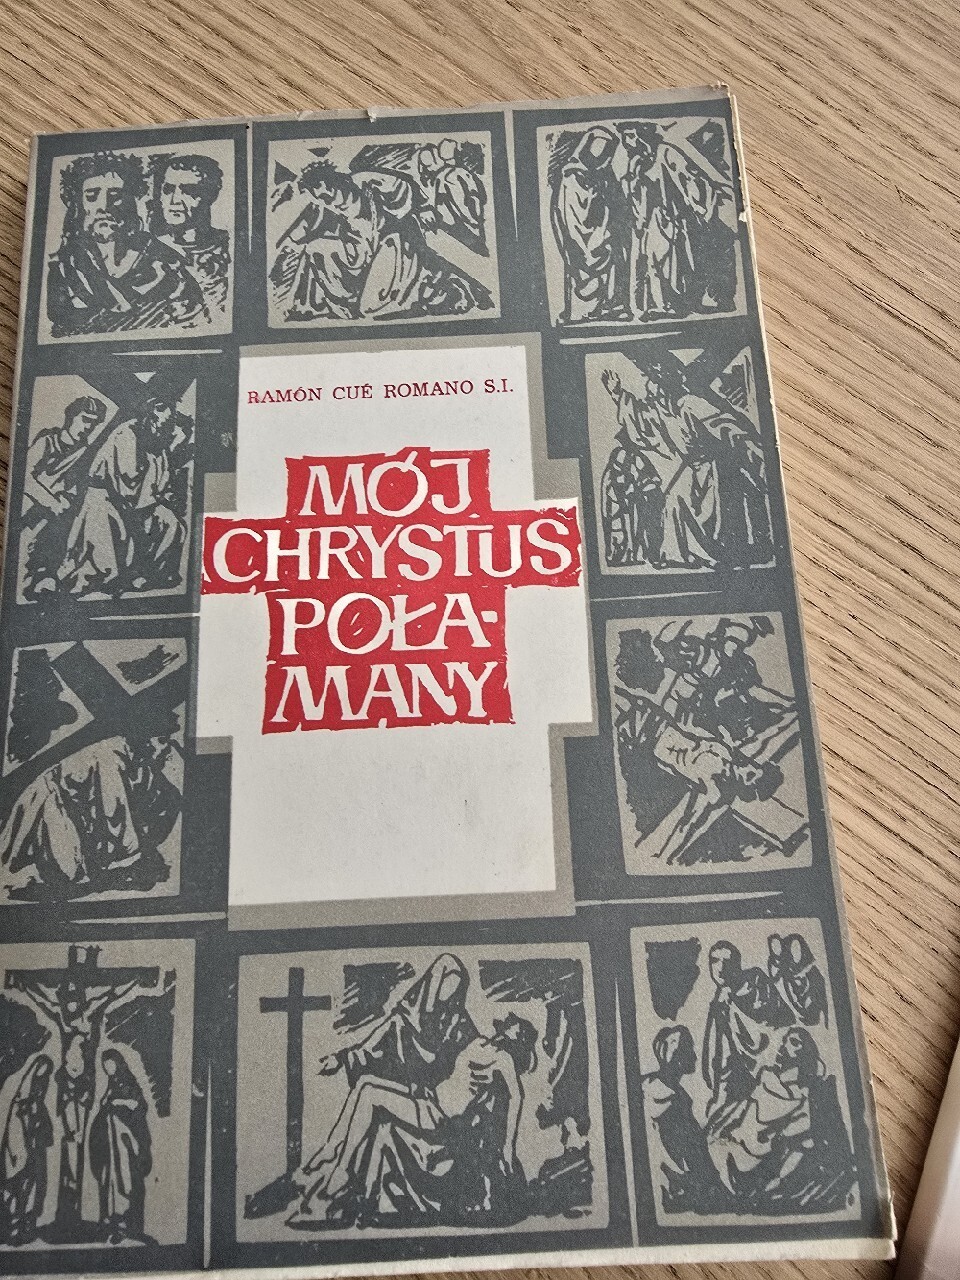 RAMÓN CUÉ ROMANO S.I.
MÓJ
CHRYSTUS
POŁA-
MANY